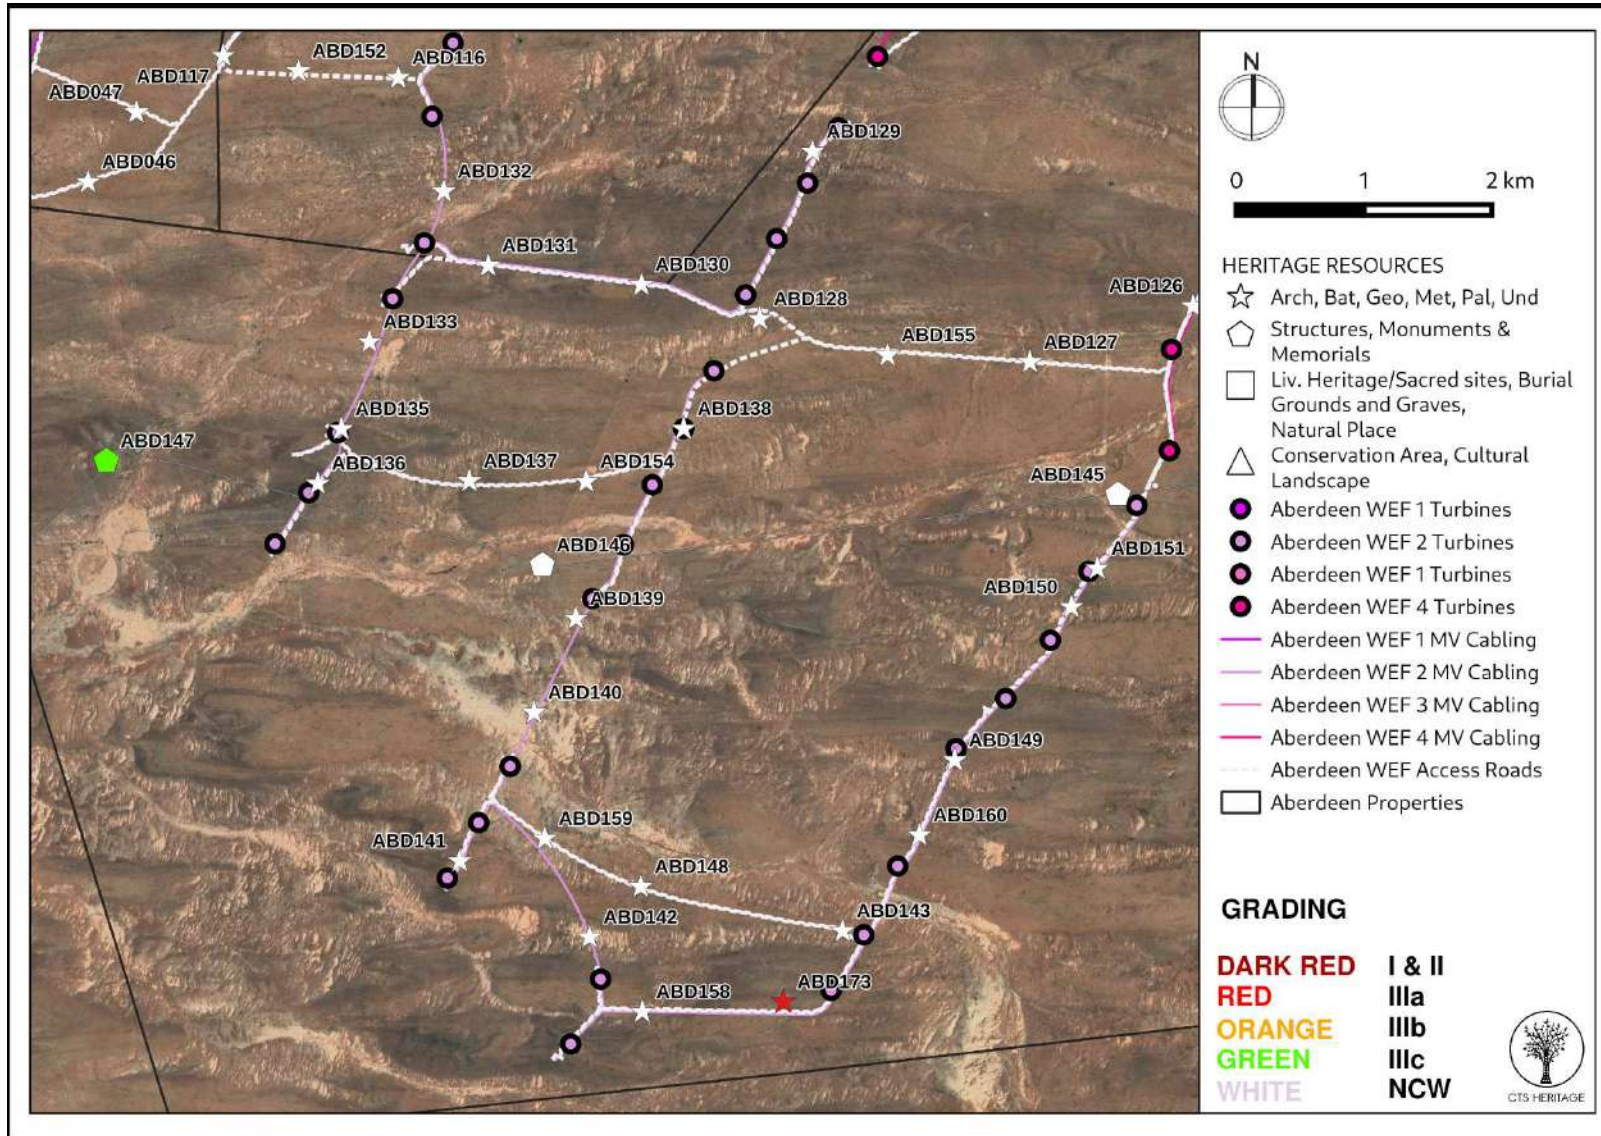 ABD152
ABD116
ABD117
ABD047
ABD046
ABD129
ABD132
ABD131
ABD130
ABD126
ABD128
ABD133
ABD155
ABD127
ABD135
ABD138
ABD147
ABD136
ABD137
ABD154
ABD145
ABD146
ABD151
ABD150
ABD139
ABD140
ABD149
ABD159
ABD160
ABD141
ABD148
ABD142
ABD143
ABD173
ABD158
N
0 1 2 km
HERITAGE RESOURCES
Arch, Bat, Geo, Met, Pal, Und
Structures, Monuments &
Memorials
Liv. Heritage/Sacred sites, Burial
Grounds and Graves,
Natural Place
Conservation Area, Cultural
Landscape
Aberdeen WEF 1 Turbines
Aberdeen WEF 2 Turbines
Aberdeen WEF 1 Turbines
Aberdeen WEF 4 Turbines
Aberdeen WEF 1 MV Cabling
Aberdeen WEF 2 MV Cabling
Aberdeen WEF 3 MV Cabling
Aberdeen WEF 4 MV Cabling
Aberdeen WEF Access Roads
Aberdeen Properties
GRADING
DARK RED I & II
RED IIIa
ORANGE IIIb
GREEN IIIc
WHITE NCW
CTS HERITAGE